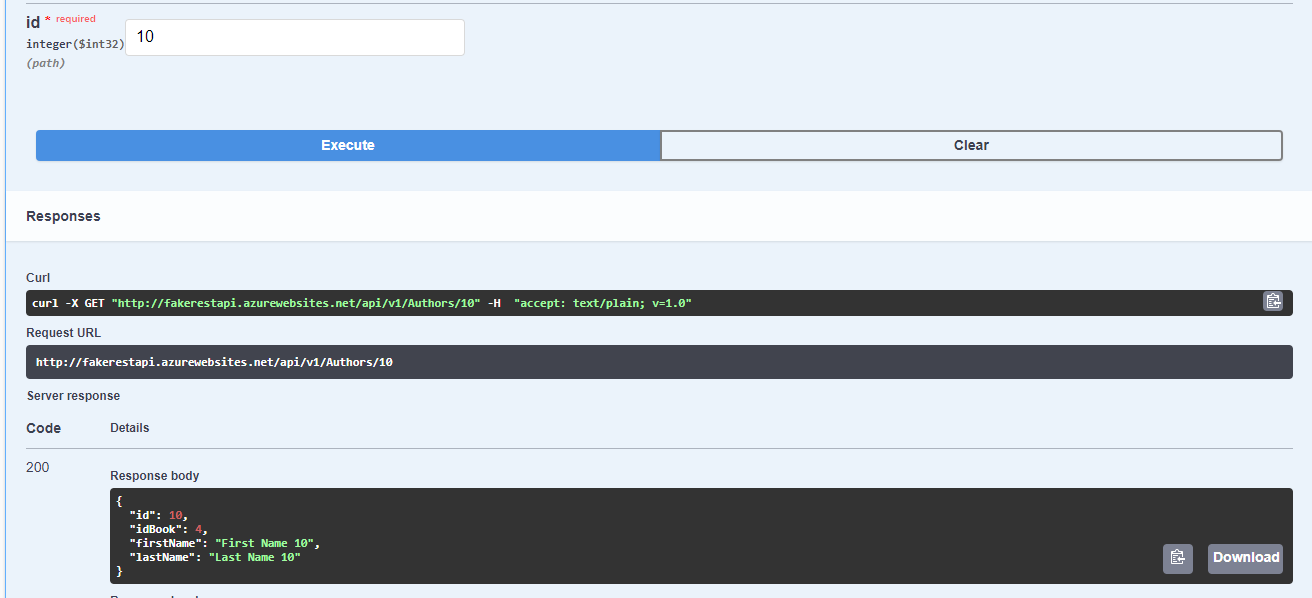 id * required
integer($int32)
10
(path)
Execute
Clear
Responses
Curl
curl -X GET "http://fakerestapi.azurewebsites.net/api/v1/Authors/10" -H  "accept: text/plain; v=1.0"
Request URL
http://fakerestapi.azurewebsites.net/api/v1/Authors/10
Server response
Code
Details
200
Response body
{
  "id": 10,
  "idBook": 4,
  "firstName": "First Name 10",
  "lastName": "Last Name 10"
}
Download